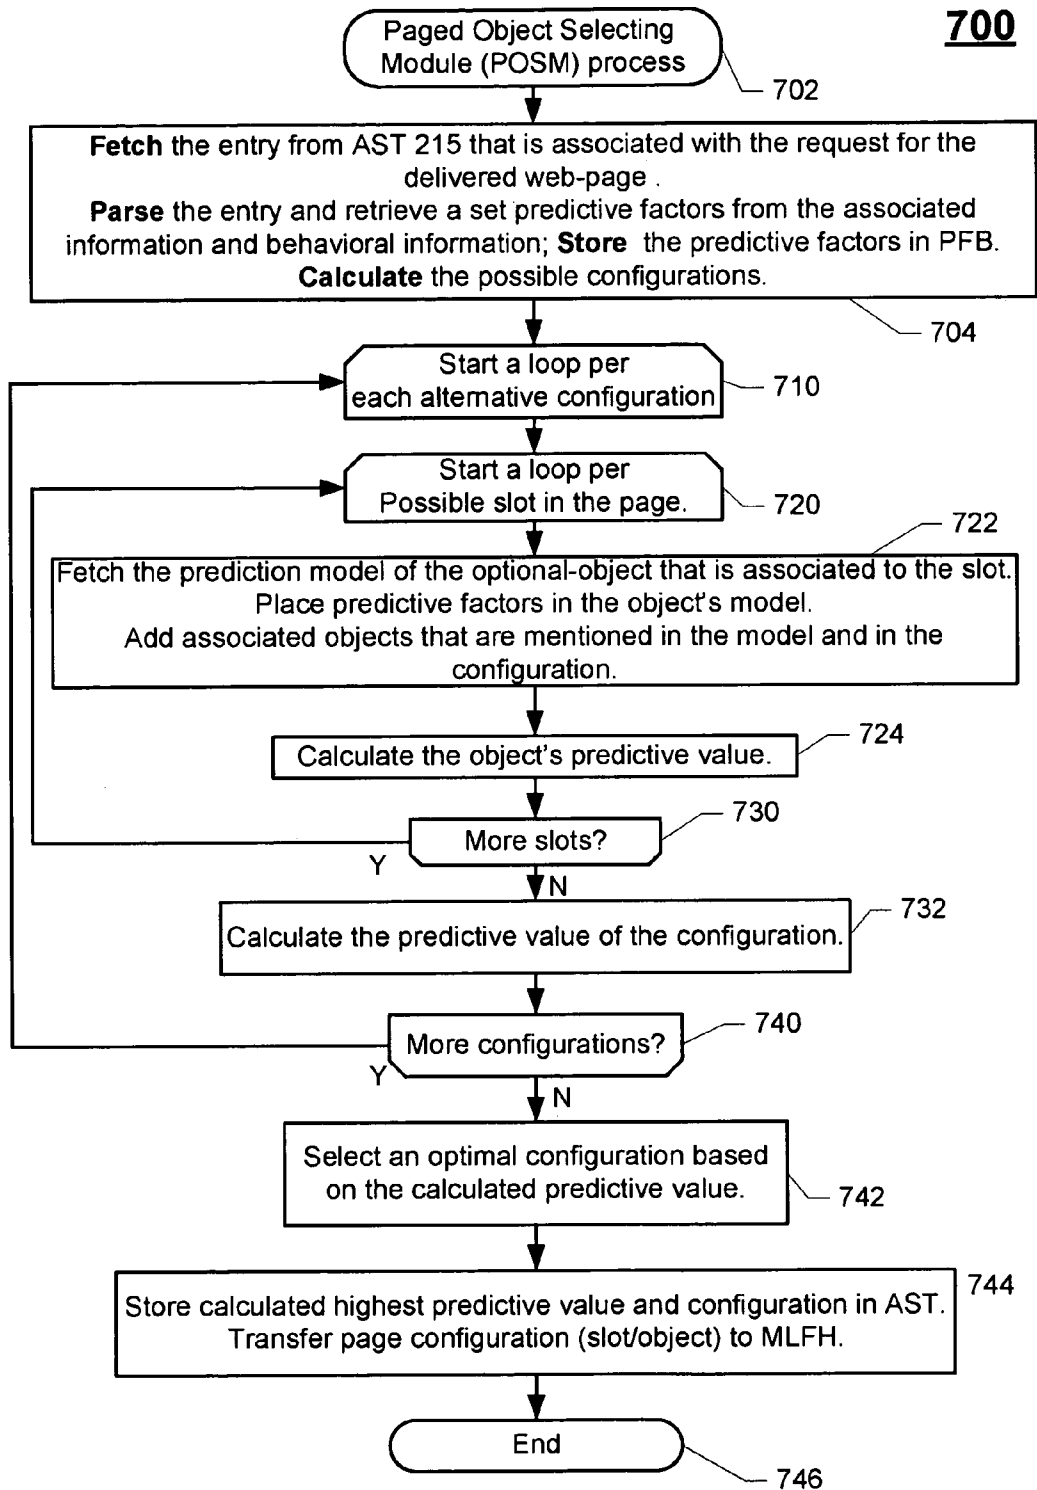 700
Paged Object Selecting
Module (POSM) process
702
Fetch the entry from AST 215 that is associated with the request for the
delivered web-page .
Parse the entry and retrieve a set predictive factors from the associated
information and behavioral information; Store the predictive factors in PFB.
Calculate the possible configurations.
704
Start a loop per
each alternative configuration
710
Start a loop per
Possible slot in the page.
720
722
Fetch the prediction model of the optional-object that is associated to the slot.
Place predictive factors in the object's model.
Add associated objects that are mentioned in the model and in the
configuration.
724
Calculate the object's predictive value.
730
More slots?
Y
N
732
Calculate the predictive value of the configuration.
740
More configurations?
Y
N
Select an optimal configuration based
on the calculated predictive value.
742
744
Store calculated highest predictive value and configuration in AST.
Transfer page configuration (slot/object) to MLFH.
End
746